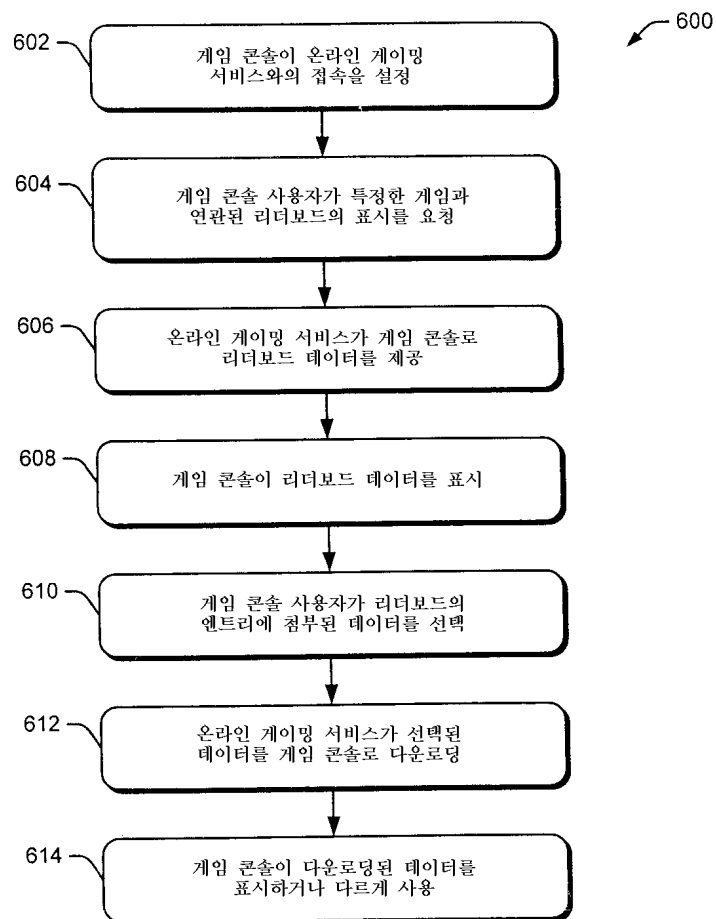 600
602
게임 콘솔이 온라인 게이밍
서비스와의 접속을 설정
604
게임 콘솔 사용자가 특정한 게임과
연관된 리더보드의 표시를 요청
606
온라인 게이밍 서비스가 게임 콘솔로
리더보드 데이터를 제공
608
게임 콘솔이 리더보드 데이터를 표시
610
게임 콘솔 사용자가 리더보드의
엔트리에 첨부된 데이터를 선택
612
온라인 게이밍 서비스가 선택된
데이터를 게임 콘솔로 다운로딩
614
게임 콘솔이 다운로딩된 데이터를
표시하거나 다르게 사용